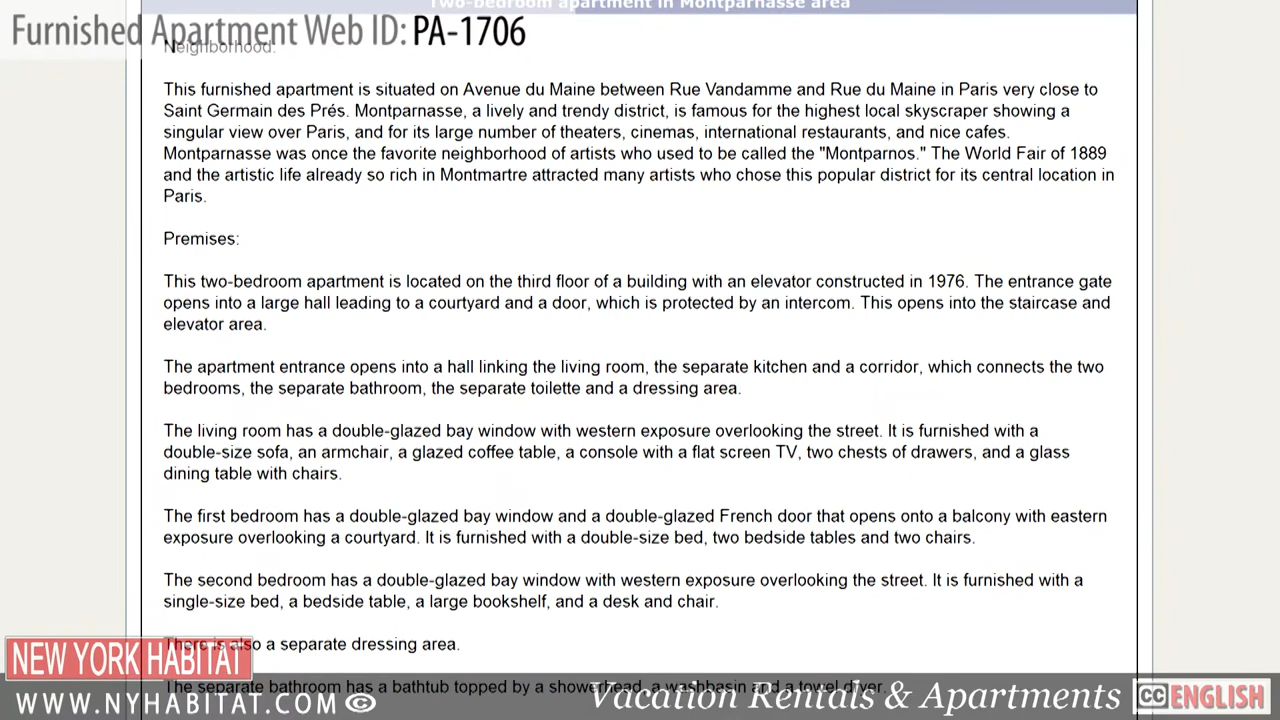 Two-bedroom apartment in Montparnasse area
Furnished Apartment Web ID: PA-1706
Neighborhood:
This furnished apartment is situated on Avenue du Maine between Rue Vandamme and Rue du Maine in Paris very close to
Saint Germain des Prés. Montparnasse, a lively and trendy district, is famous for the highest local skyscraper showing a
singular view over Paris, and for its large number of theaters, cinemas, international restaurants, and nice cafes.
Montparnasse was once the favorite neighborhood of artists who used to be called the "Montparnos." The World Fair of 1889
and the artistic life already so rich in Montmartre attracted many artists who chose this popular district for its central location in
Paris.
Premises:
This two-bedroom apartment is located on the third floor of a building with an elevator constructed in 1976. The entrance gate
opens into a large hall leading to a courtyard and a door, which is protected by an intercom. This opens into the staircase and
elevator area.
The apartment entrance opens into a hall linking the living room, the separate kitchen and a corridor, which connects the two
bedrooms, the separate bathroom, the separate toilette and a dressing area.
The living room has a double-glazed bay window with western exposure overlooking the street. It is furnished with a
double-size sofa, an armchair, a glazed coffee table, a console with a flat screen TV, two chests of drawers, and a glass
dining table with chairs.
The first bedroom has a double-glazed bay window and a double-glazed French door that opens onto a balcony with eastern
exposure overlooking a courtyard. It is furnished with a double-size bed, two bedside tables and two chairs.
The second bedroom has a double-glazed bay window with western exposure overlooking the street. It is furnished with a
single-size bed, a bedside table, a large bookshelf, and a desk and chair.
There is also a separate dressing area.
NEW YORK HABITAT
The separate bathroom has a bathtub topped by a showerhead, a washbasin and a towel dryer.
WWW.NYHABITAT.COM ©
Vacation Rentals & Apartments
CC ENGLISH